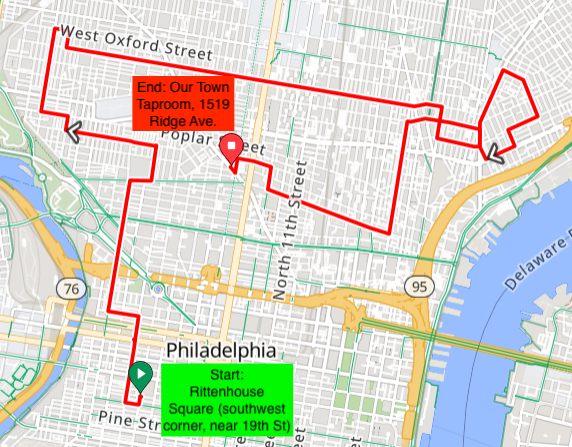 West Oxford Street
End: Our Town
Taproom, 1519
Ridge Ave.
Poplar Street
North 11th Street
76
95
Delaware
Philadelphia
Start:
Rittenhouse
Square (southwest
corner, near 19th St)
Pine Str